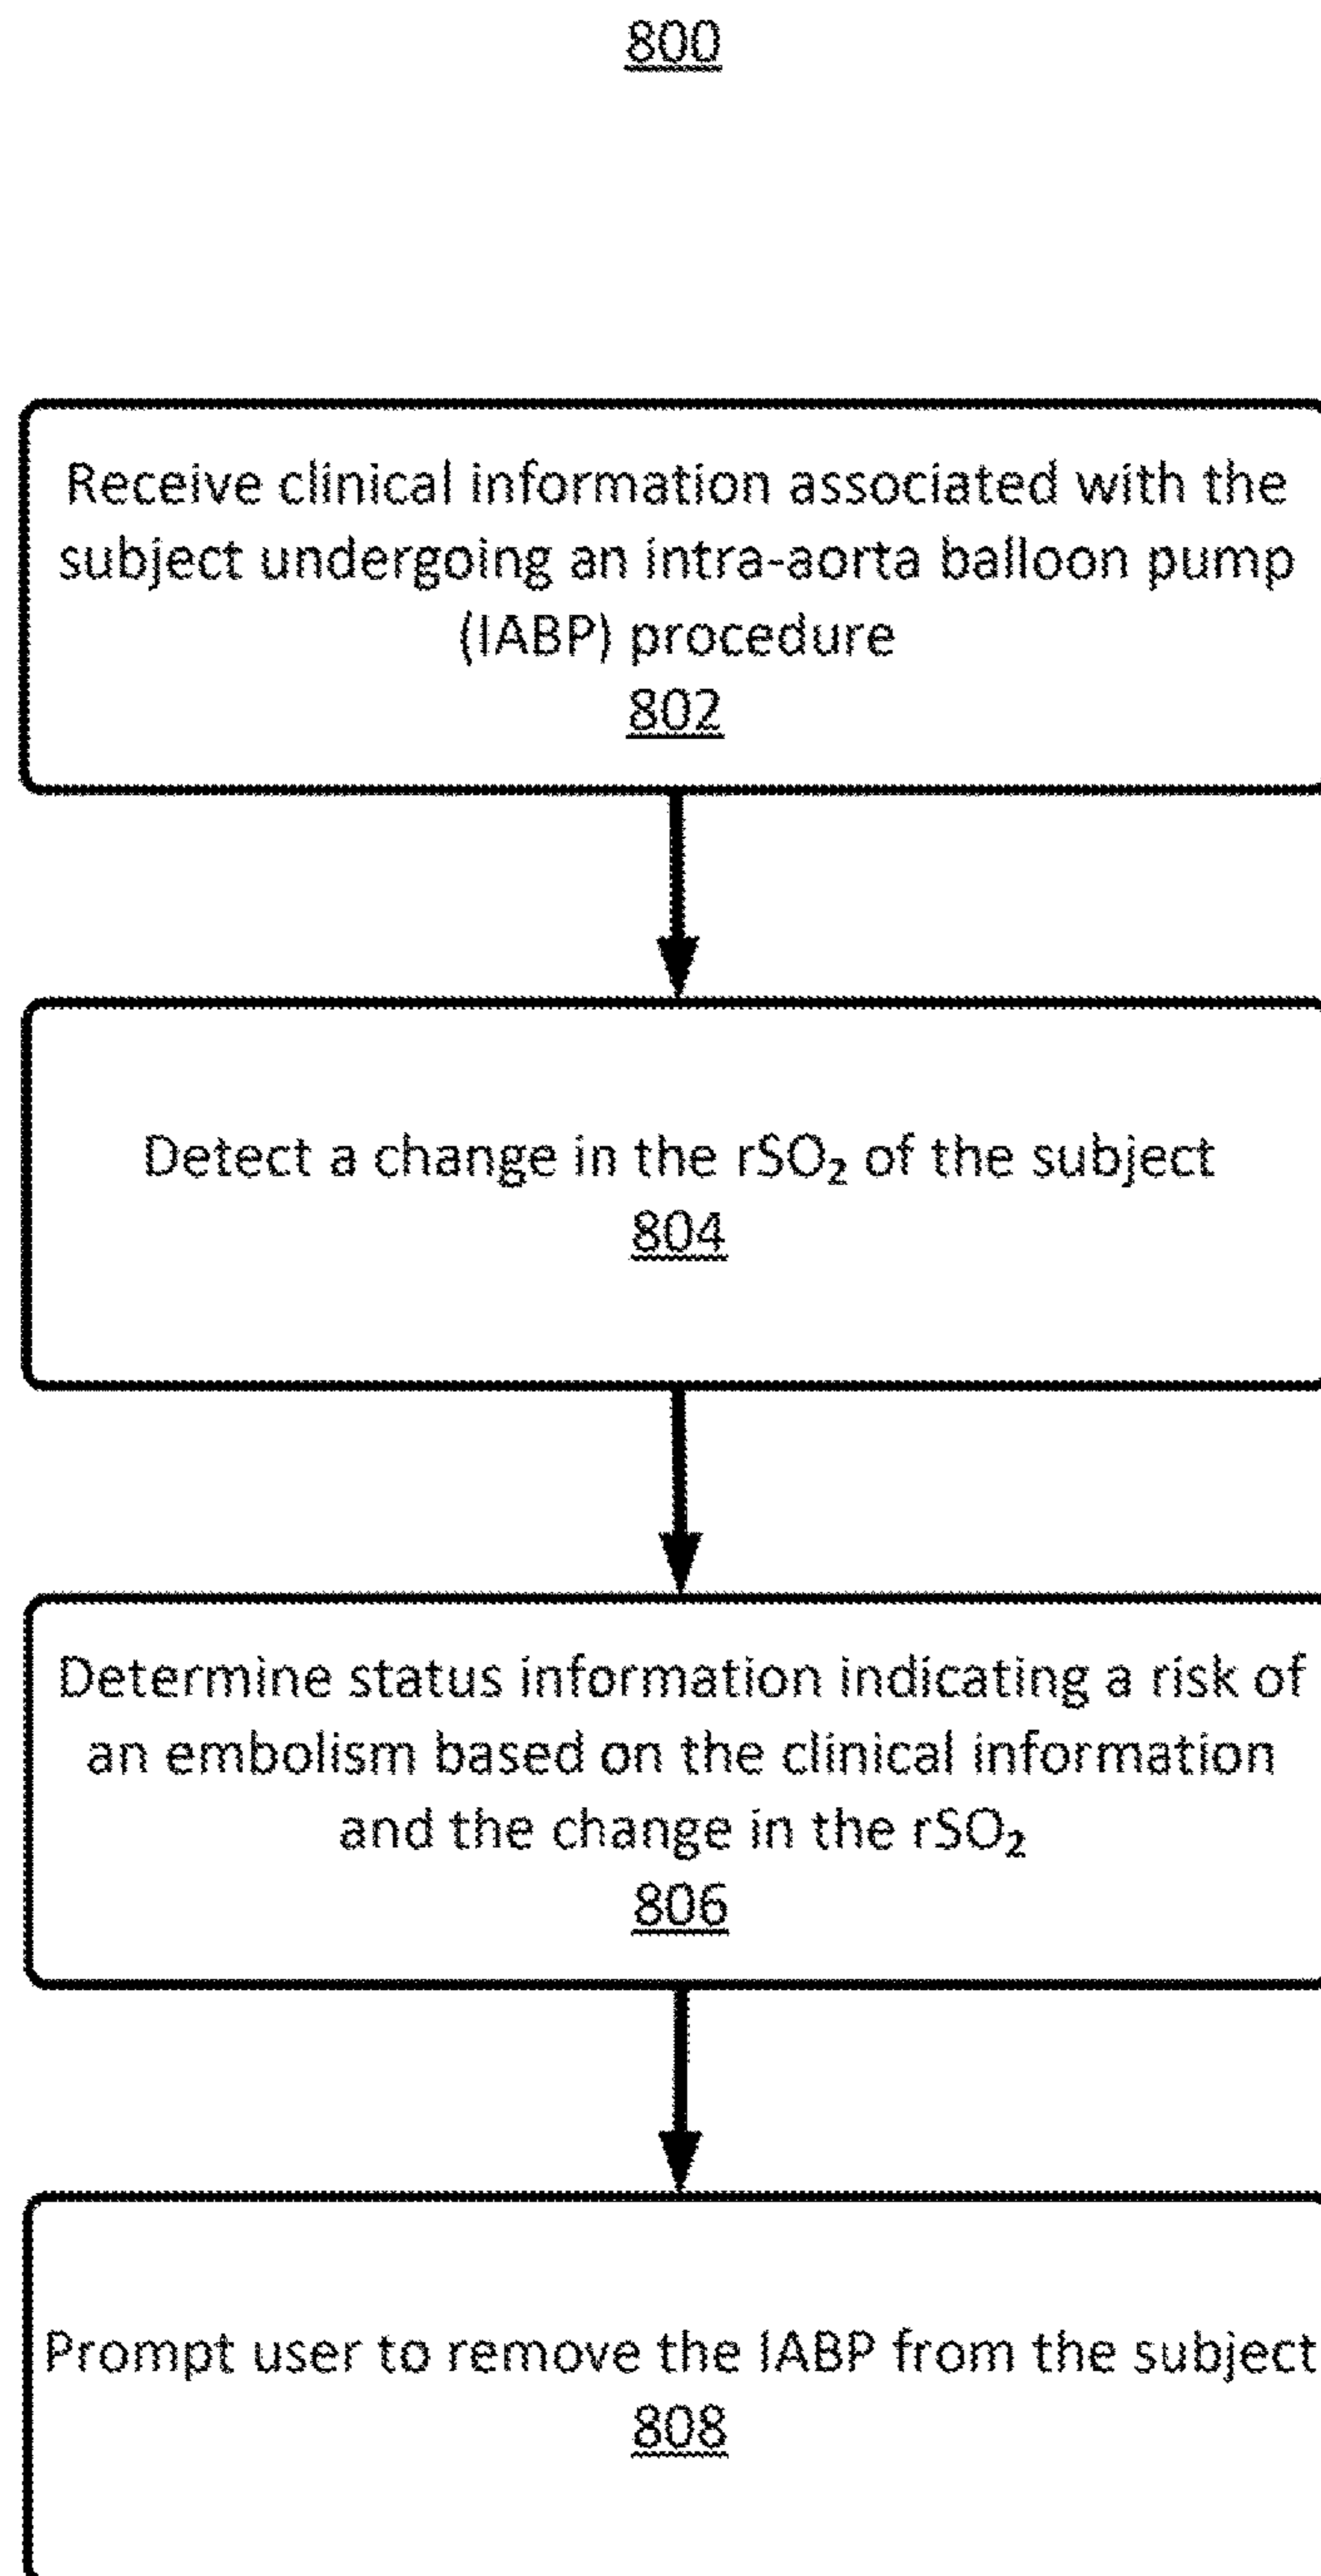 800
Receive clinical information associated with the
subject undergoing an intra-aorta balloon pump
(IABP) procedure
802
Detect a change in the rSO₂ of the subject
804
Determine status information indicating a risk of
an embolism based on the clinical information
and the change in the rSO₂
806
Prompt user to remove the IABP from the subject
808